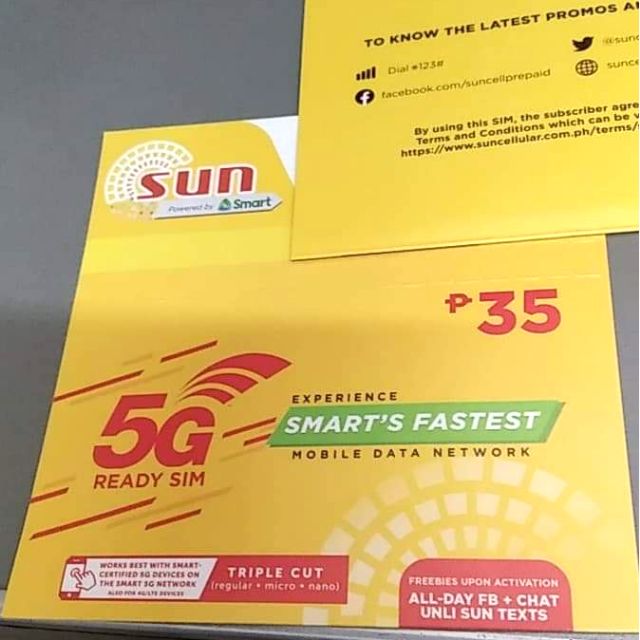 TO KNOW THE LATEST PROMOS
Dial *123#
facebook.com/suncellprepaid
By using this SIM, the subscriber
Terms and Conditions which can be
https://www.suncellular.com.ph/terms/
sun
Powered by Smart
₱35
5G
READY SIM
EXPERIENCE
SMART'S FASTEST
MOBILE DATA NETWORK
WORKS BEST WITH SMART-
CERTIFIED 5G DEVICES ON
THE SMART 5G NETWORK
ALSO FOR 4G/LTE DEVICES
TRIPLE CUT
(regular • micro • nano)
FREEBIES UPON ACTIVATION
ALL-DAY FB + CHAT
UNLI SUN TEXTS